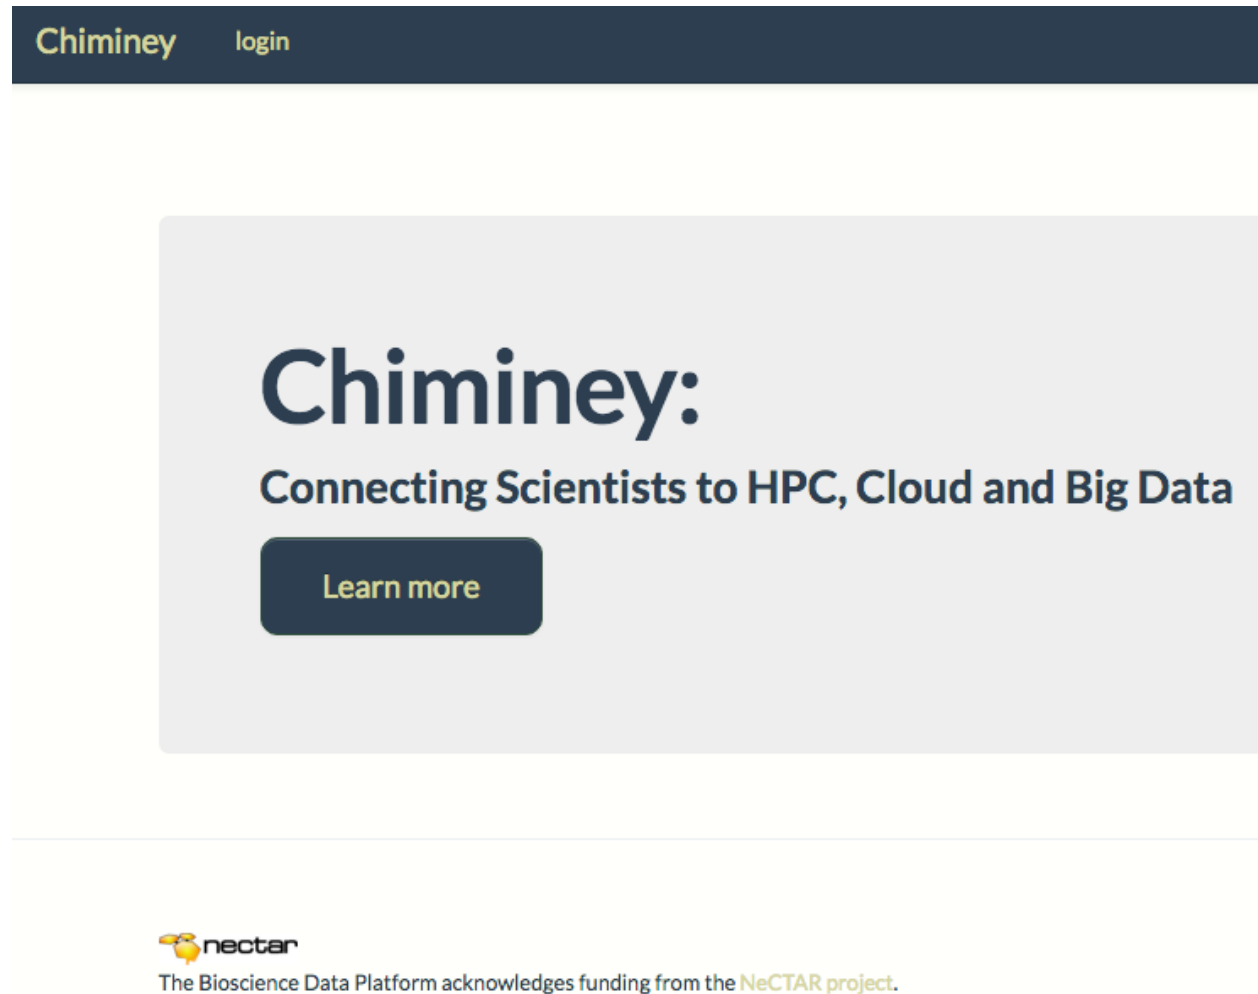 Chiminey login
Chiminey:
Connecting Scientists to HPC, Cloud and Big Data
Learn more
nectar
The Bioscience Data Platform acknowledges funding from the NeCTAR project.